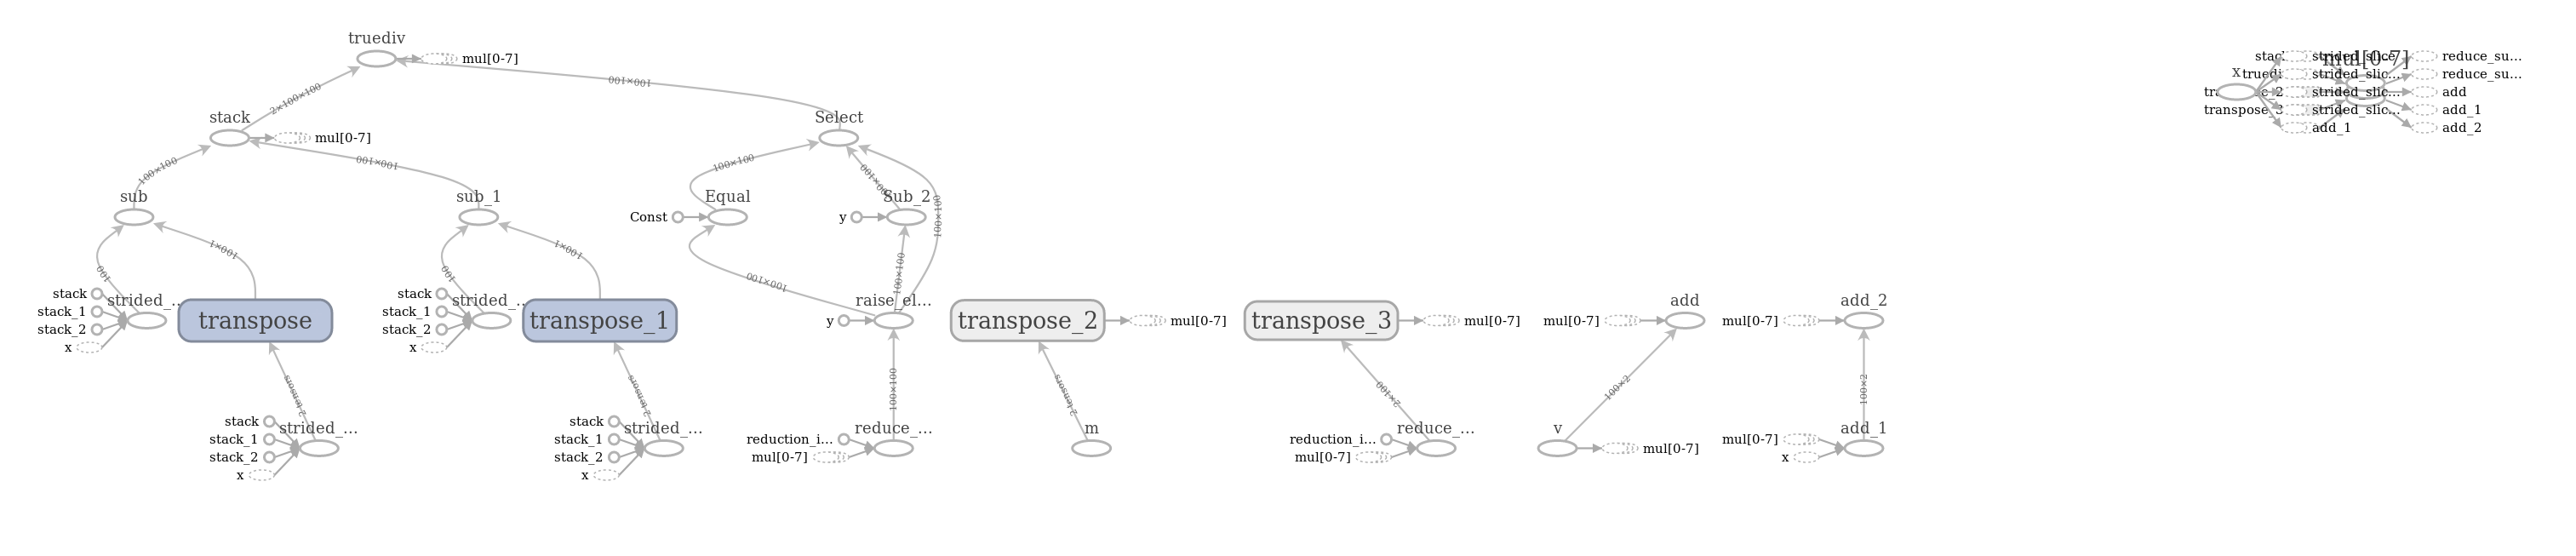 truediv
mul[0-7]
2×100×100
100×100
stack
mul[0-7]
Select
100×100
100×100
100×100
100×100
sub
sub_1
Equal
Const
Sub_2
y
100×100
100
100×1
100
100×1
100×100
100×100
stack
stack_1
stack_2
x
strided_...
transpose
stack
stack_1
stack_2
x
strided_...
transpose_1
raise_el...
y
transpose_2
mul[0-7]
transpose_3
mul[0-7]
add
mul[0-7]
add_2
mul[0-7]
2 tensors
2 tensors
100×100
2 tensors
2×100
100×2
100×2
stack
stack_1
stack_2
x
strided_...
stack
stack_1
stack_2
x
strided_...
reduce_...
reduction_i...
mul[0-7]
m
reduce_...
reduction_i...
mul[0-7]
v
mul[0-7]
add_1
mul[0-7]
x
mul[0-7]
x
transpose_3
strided_slice
strided_slic...
strided_slic...
strided_slic...
add_1
reduce_su...
reduce_su...
add
add_1
add_2